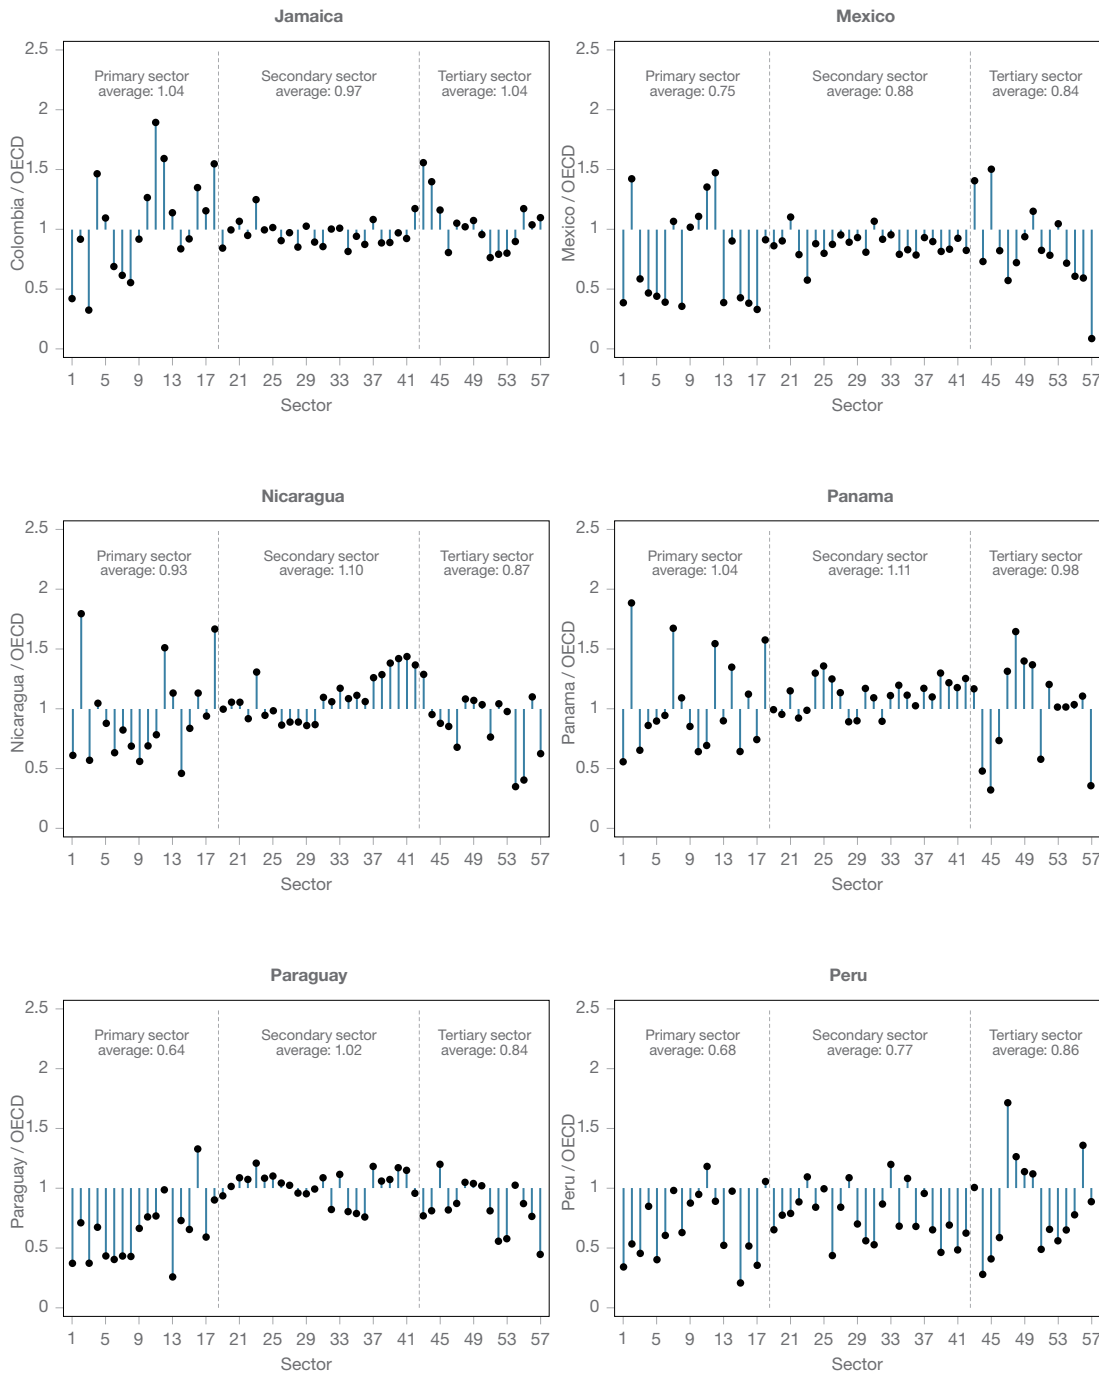 Jamaica
Colombia / OECD
2.5
2
1.5
1
0.5
0
Primary sector
average: 1.04
Secondary sector
average: 0.97
Tertiary sector
average: 1.04
1 5 9 13 17 21 23 29 33 37 41 43 53 57
Sector
Mexico
Mexico / OECD
2.5
2
1.5
1
0.5
0
Primary sector
average: 0.75
Secondary sector
average: 0.88
Tertiary sector
average: 0.84
1 5 9 13 17 21 23 29 33 37 41 45 49 53 57
Sector
Nicaragua
Nicaragua / OECD
2.5
2
1.5
1
0.5
0
Primary sector
average: 0.93
Secondary sector
average: 1.10
Tertiary sector
average: 0.87
1 5 9 13 17 21 23 29 33 37 41 43 51 53 57
Sector
Panama
Panama / OECD
2.5
2
1.5
1
0.5
0
Primary sector
average: 1.04
Secondary sector
average: 1.11
Tertiary sector
average: 0.98
1 5 9 13 17 21 23 29 33 37 41 45 49 53 57
Sector
Paraguay
Paraguay / OECD
2.5
2
1.5
1
0.5
0
Primary sector
average: 0.64
Secondary sector
average: 1.02
Tertiary sector
average: 0.84
1 5 9 13 17 21 23 29 33 37 41 43 51 53 57
Sector
Peru
Peru / OECD
2.5
2
1.5
1
0.5
0
Primary sector
average: 0.68
Secondary sector
average: 0.77
Tertiary sector
average: 0.86
1 5 9 13 17 21 23 29 33 37 41 45 49 53 57
Sector